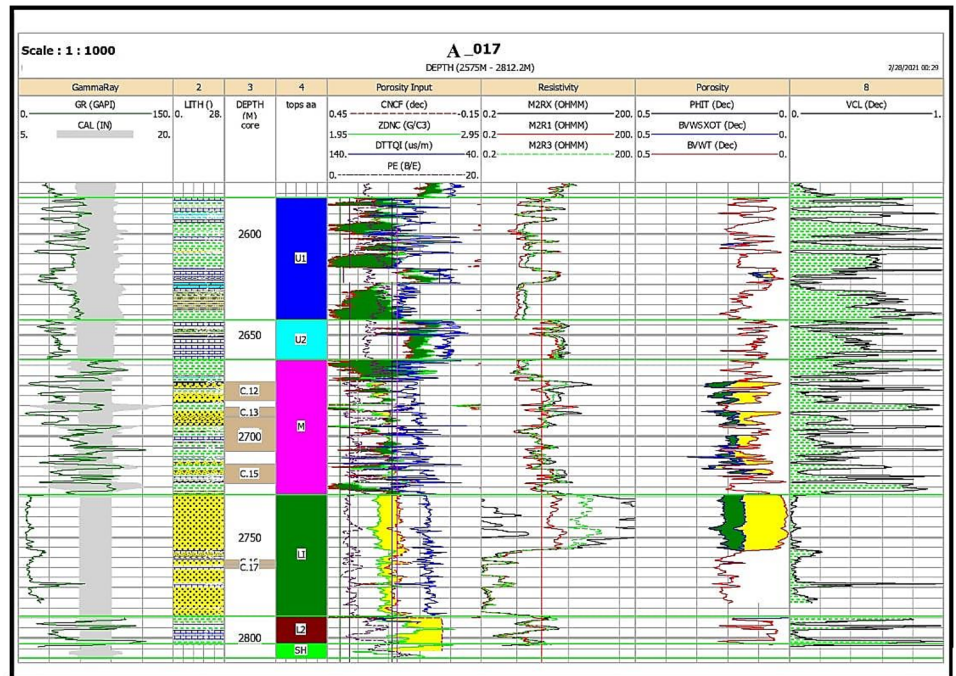 Scale : 1 : 1000
A _017
DEPTH (2575M - 2812.2M)
2/28/2021 00:29
GammaRay 2 3 4 Porosity Input Resistivity Porosity 8
GR (GAPI)
0. 150.
CAL (IN)
5. 20.
LITH ()
0. 28.
DEPTH
(M)
core
tops aa
CNCF (dec)
0.45 -0.15
ZDNC (G/C3)
1.95 2.95
DTTQI (us/m)
140. 40.
PE (B/E)
0. 20.
M2RX (OHMM)
0.2 200.
M2R1 (OHMM)
0.2 200.
M2R3 (OHMM)
0.2 200.
PHIT (Dec)
0.5 0.
BVWSXOT (Dec)
0.5 0.
BVWT (Dec)
0.5 0.
VCL (Dec)
0. 1.
2600
U1
2650
U2
C.12
C.13
M
2700
C.15
2750
C.17
2800
L2
SH